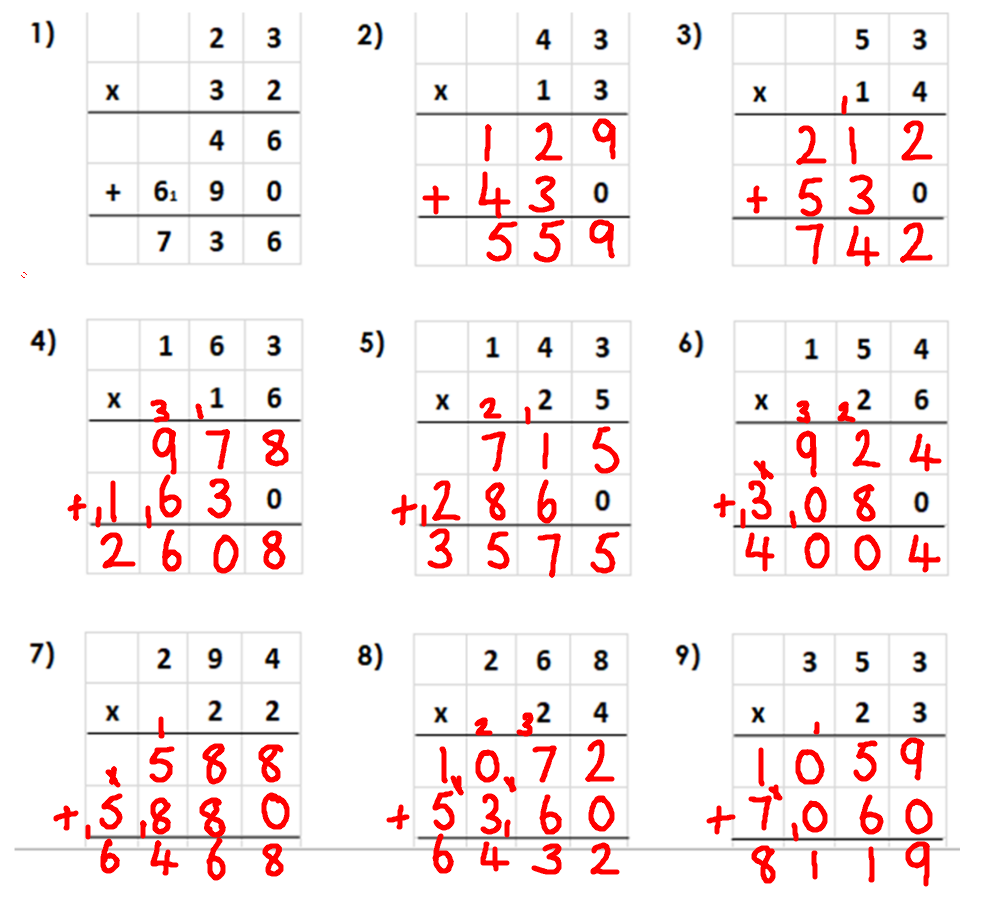 1) 2) 3)
2 3 4 3 5 3
x 3 2 x 1 3 x 1 1 4
4 6 1 2 9 2 1 2
+ 6 1 9 0 + 4 3 0 + 5 3 0
7 3 6 5 5 9 7 4 2
4) 5) 6)
1 6 3 1 4 3 1 5 4
x 3 1 1 6 x 2 1 2 5 x 3 2 2 6
9 7 8 7 1 5 9 2 4
x
+ 1 1 1 6 3 0 + 1 2 8 6 0 + 1 3 1 0 8 0
2 6 0 8 3 5 7 5 4 0 0 4
7) 8) 9)
2 9 4 2 6 8 3 5 3
x 2 2 x 2 4 x 2 3
1 2 3 1
5 8 8 1 0 7 2 1 0 5 9
x x x x
+ 1 5 1 8 8 0 + 5 3 1 6 0 + 7 1 0 6 0
6 4 6 8 6 4 3 2 8 1 1 9